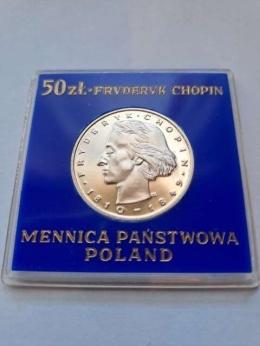 50 zł · FRYDERYK CHOPIN
FRYDERYK · CHOPIN
1810 – 1849
MENNICA PAŃSTWOWA
POLAND